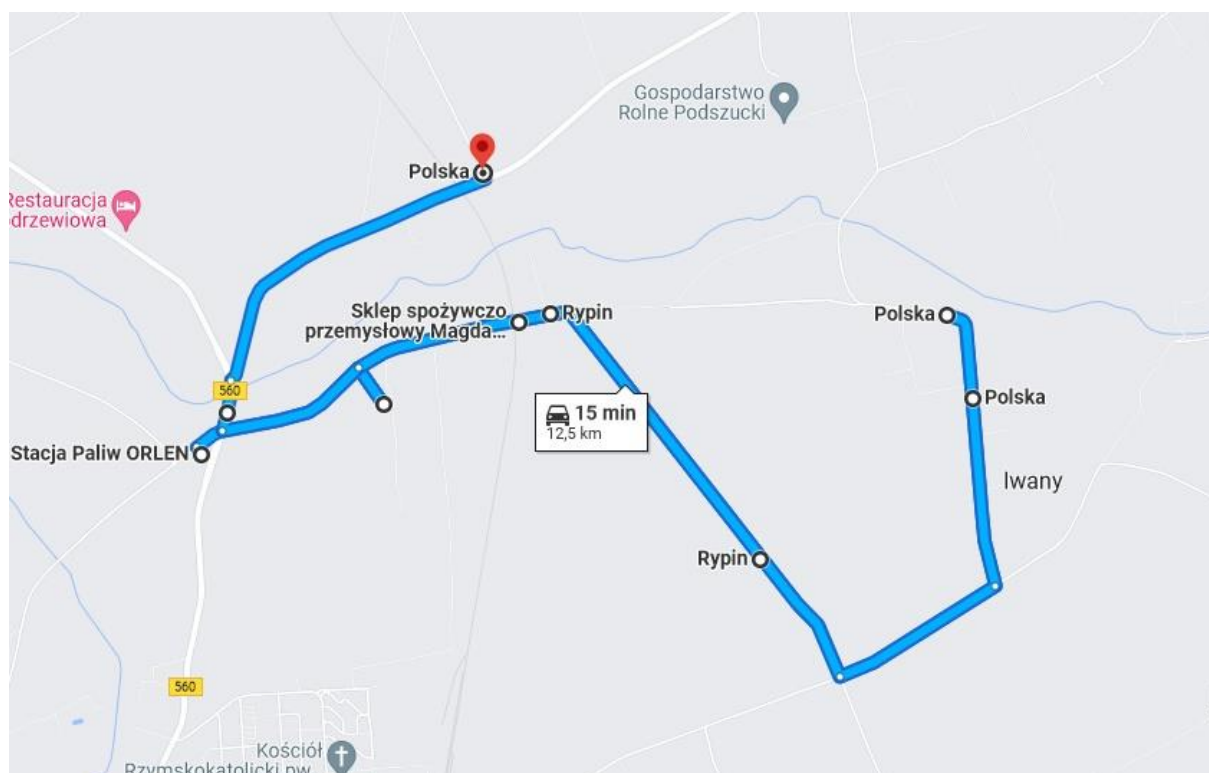 Gospodarstwo
Rolne Podszucki
Polska
Restauracja
drzewiowa
Sklep spożywczo
przemysłowy Magda...
Rypin
Polska
560
Polska
15 min
12,5 km
Stacja Paliw ORLEN
Iwany
Rypin
560
Kościół
Rzymskokatolicki pw.